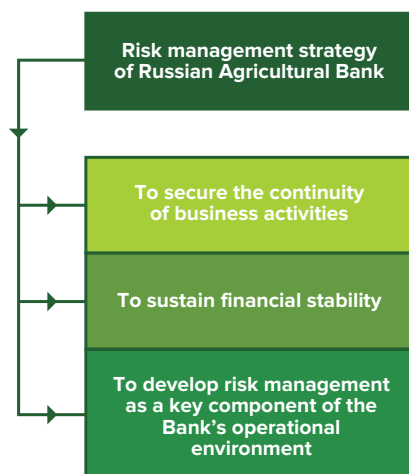 Risk management strategy
of Russian Agricultural Bank
To secure the continuity
of business activities
To sustain financial stability
To develop risk management
as a key component of the
Bank's operational
environment